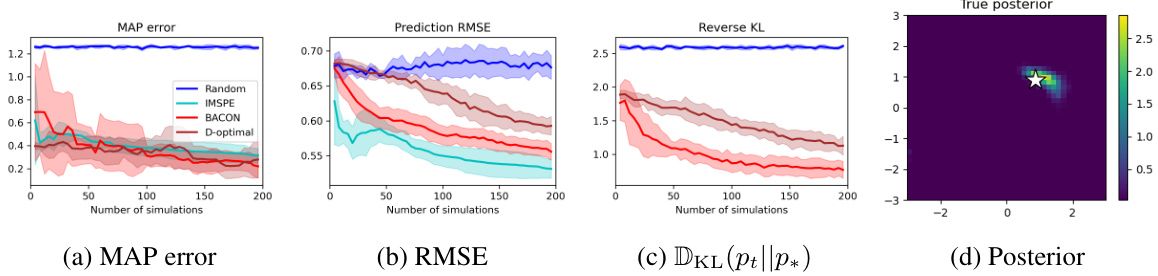 MAP error
1.2
1.0
0.8
0.6
0.4
0.2
Random
IMSPE
BACON
D-optimal
0 50 100 150 200
Number of simulations
(a) MAP error
Prediction RMSE
0.70
0.65
0.60
0.55
0 50 100 150 200
Number of simulations
(b) RMSE
Reverse KL
2.5
2.0
1.5
1.0
0 50 100 150 200
Number of simulations
(c) 𝔻KL(pt||p∗)
True posterior
3
2
1
0
−1
−2
−3
−2 0 2
2.5
2.0
1.5
1.0
0.5
(d) Posterior